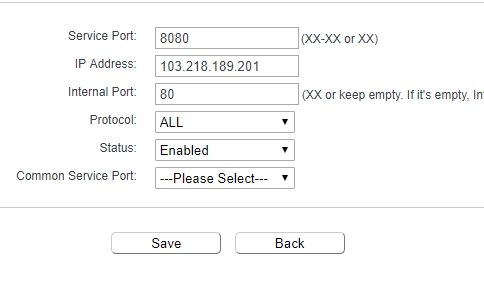 Service Port: 8080 (XX-XX or XX)
IP Address: 103.218.189.201
Internal Port: 80 (XX or keep empty. If it's empty, In
Protocol: ALL
Status: Enabled
Common Service Port: ---Please Select---
Save Back